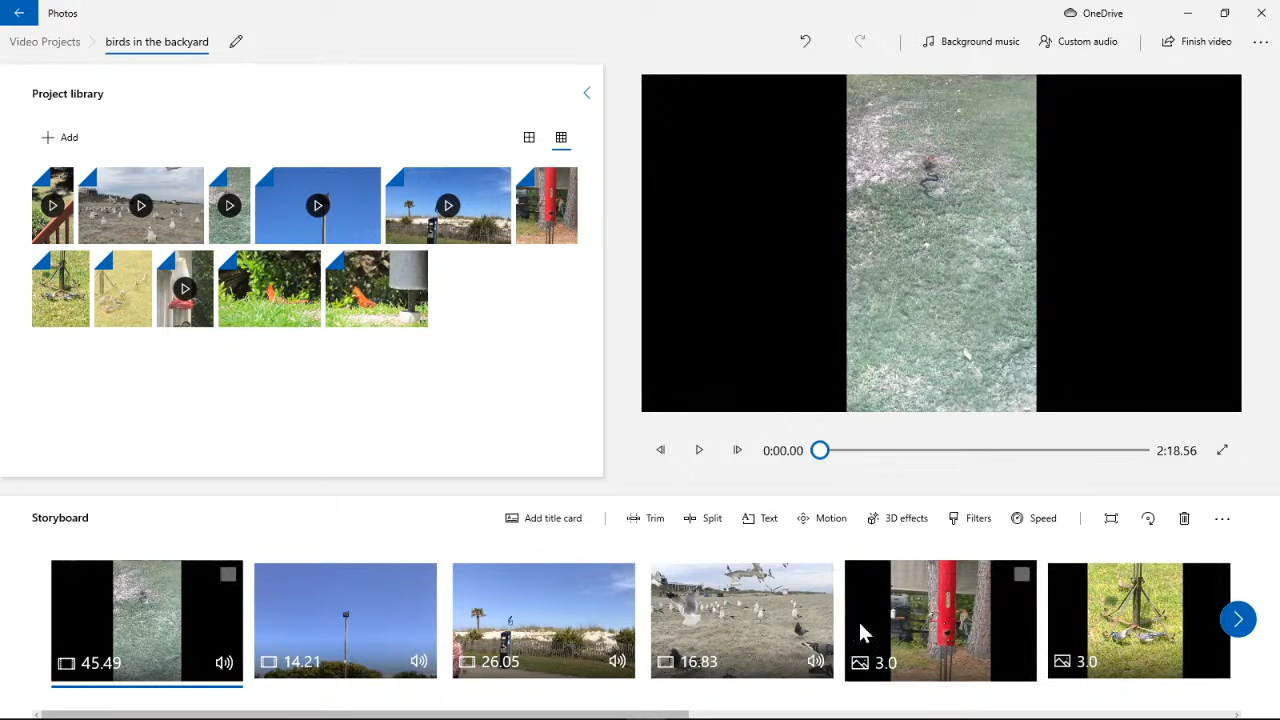 Photos
OneDrive
Video Projects
birds in the backyard
Background music
Custom audio
Finish video
Project library
Add
0:00.00
2:18.56
Storyboard
Add title card
Trim
Split
Text
Motion
3D effects
Filters
Speed
45.49
14.21
26.05
16.83
3.0
3.0